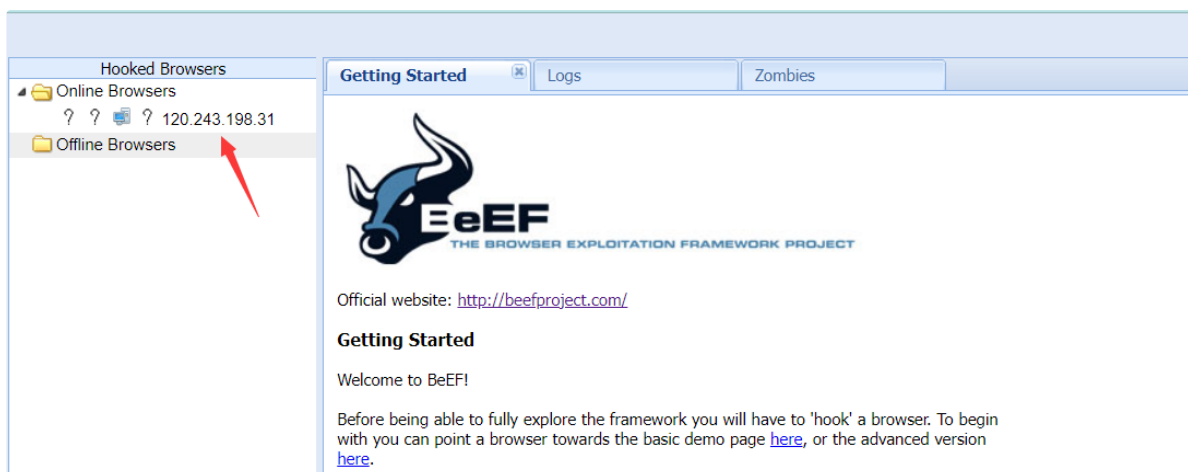 Hooked Browsers
Online Browsers
? ? ? 120.243.198.31
Offline Browsers
Getting Started
Logs
Zombies
BeEF
THE BROWSER EXPLOITATION FRAMEWORK PROJECT
Official website: http://beefproject.com/
Getting Started
Welcome to BeEF!
Before being able to fully explore the framework you will have to 'hook' a browser. To begin
with you can point a browser towards the basic demo page here, or the advanced version
here.